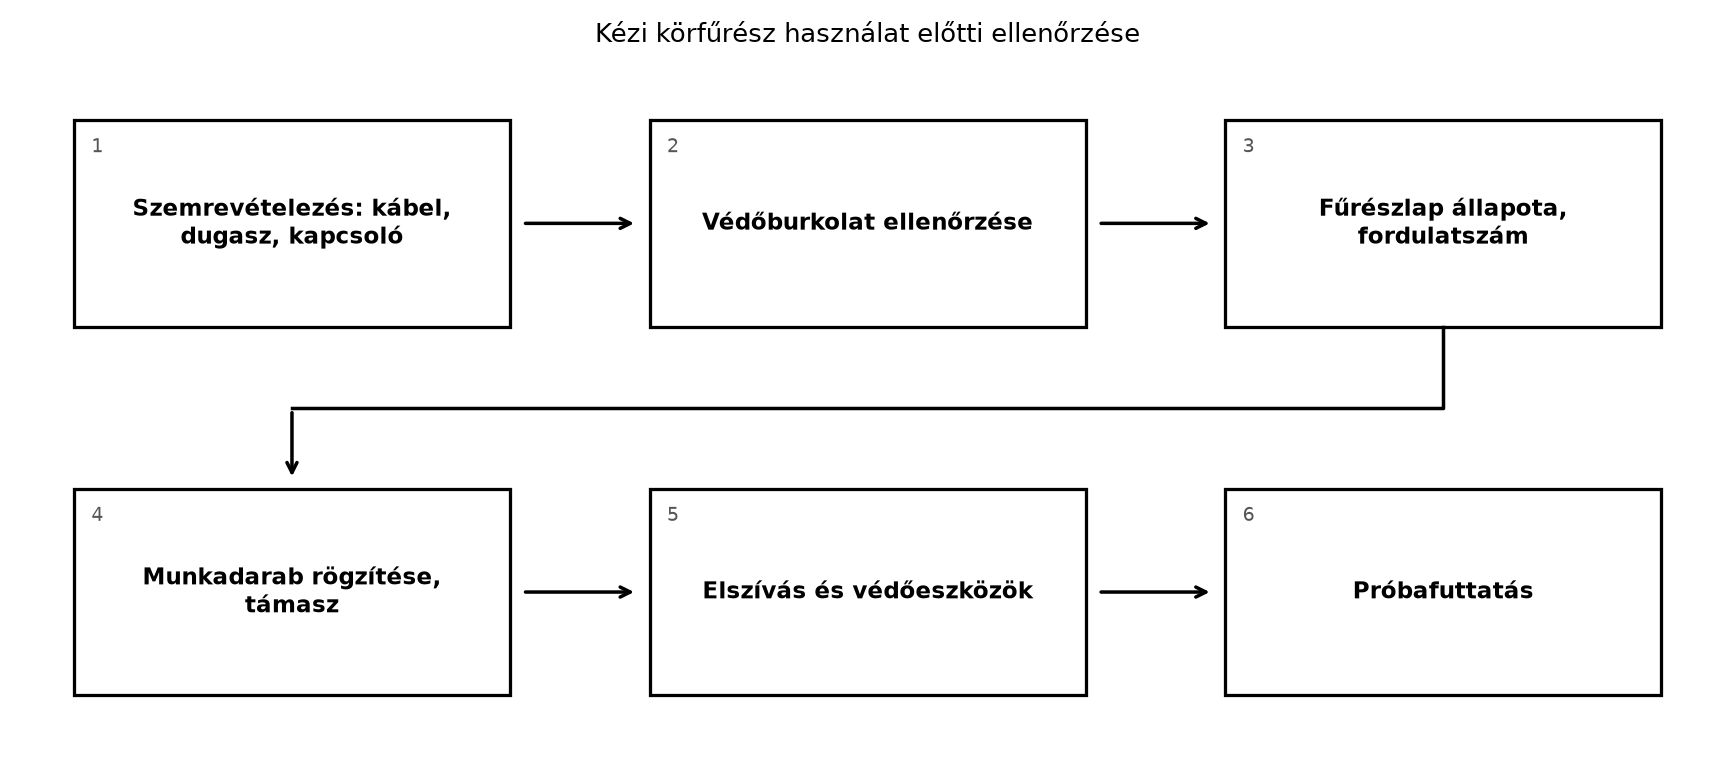 Kézi körfűrész használat előtti ellenőrzése
1
Szemrevételezés: kábel,
dugasz, kapcsoló
2
Védőburkolat ellenőrzése
3
Fűrészlap állapota,
fordulatszám
4
Munkadarab rögzítése,
támasz
5
Elszívás és védőeszközök
6
Próbafuttatás